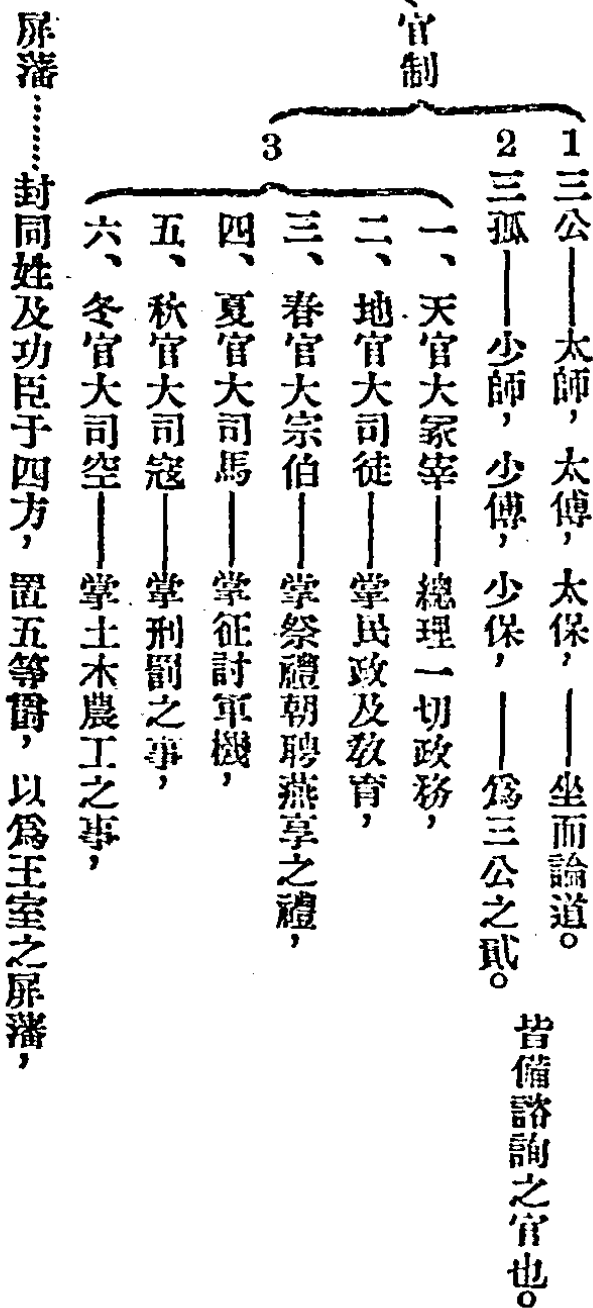 官制
1 三公——太師，太傅，太保，——坐而論道。
2 三孤——少師，少傅，少保，——爲三公之貳。
皆備諮詢之官也。
3
一、天官大冢宰——總理一切政務，
二、地官大司徒——掌民政及敎育，
三、春官大宗伯——掌祭禮朝聘燕享之禮，
四、夏官大司馬——掌征討軍機，
五、秋官大司寇——掌刑罰之事，
六、冬官大司空——掌土木農工之事，
屏藩……封同姓及功臣于四方，置五等爵，以爲王室之屏藩，